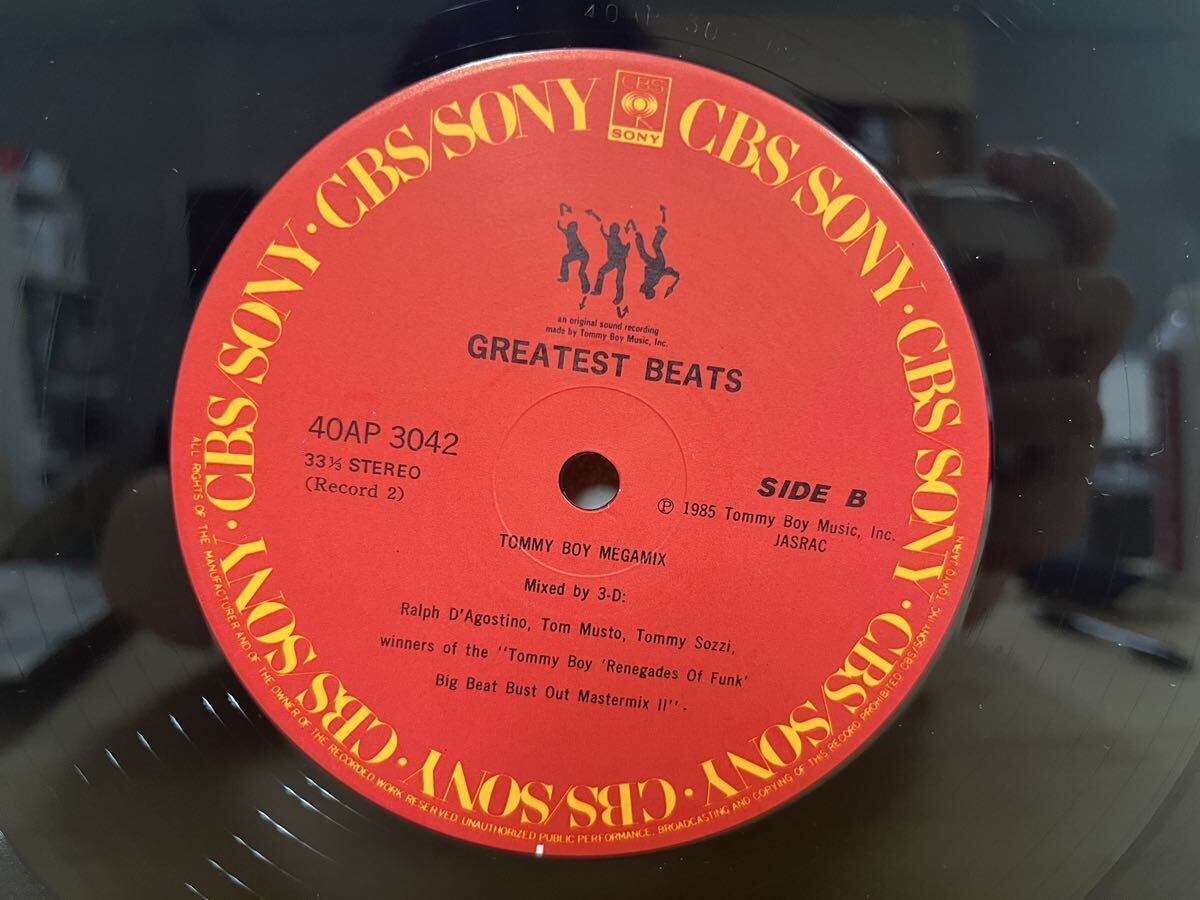 CBS/SONY · CBS/SONY · CBS/SONY · CBS/SONY · CBS/SONY · CBS/SONY · CBS/SONY · CBS/SONY · CBS/SONY
CBS
SONY
an original sound recording
made by Tommy Boy Music, Inc.
GREATEST BEATS
40AP 3042
33⅓ STEREO
(Record 2)
SIDE B
Ⓟ 1985 Tommy Boy Music, Inc.
JASRAC
TOMMY BOY MEGAMIX
Mixed by 3-D:
Ralph D'Agostino, Tom Musto, Tommy Sozzi,
winners of the "Tommy Boy 'Renegades Of Funk'
Big Beat Bust Out Mastermix II".
ALL RIGHTS OF THE MANUFACTURER AND OF THE OWNER OF THE RECORDED WORK RESERVED UNAUTHORIZED PUBLIC PERFORMANCE, BROADCASTING AND COPYING OF THIS RECORD PROHIBITED CBS/SONY INC. TOKYO JAPAN